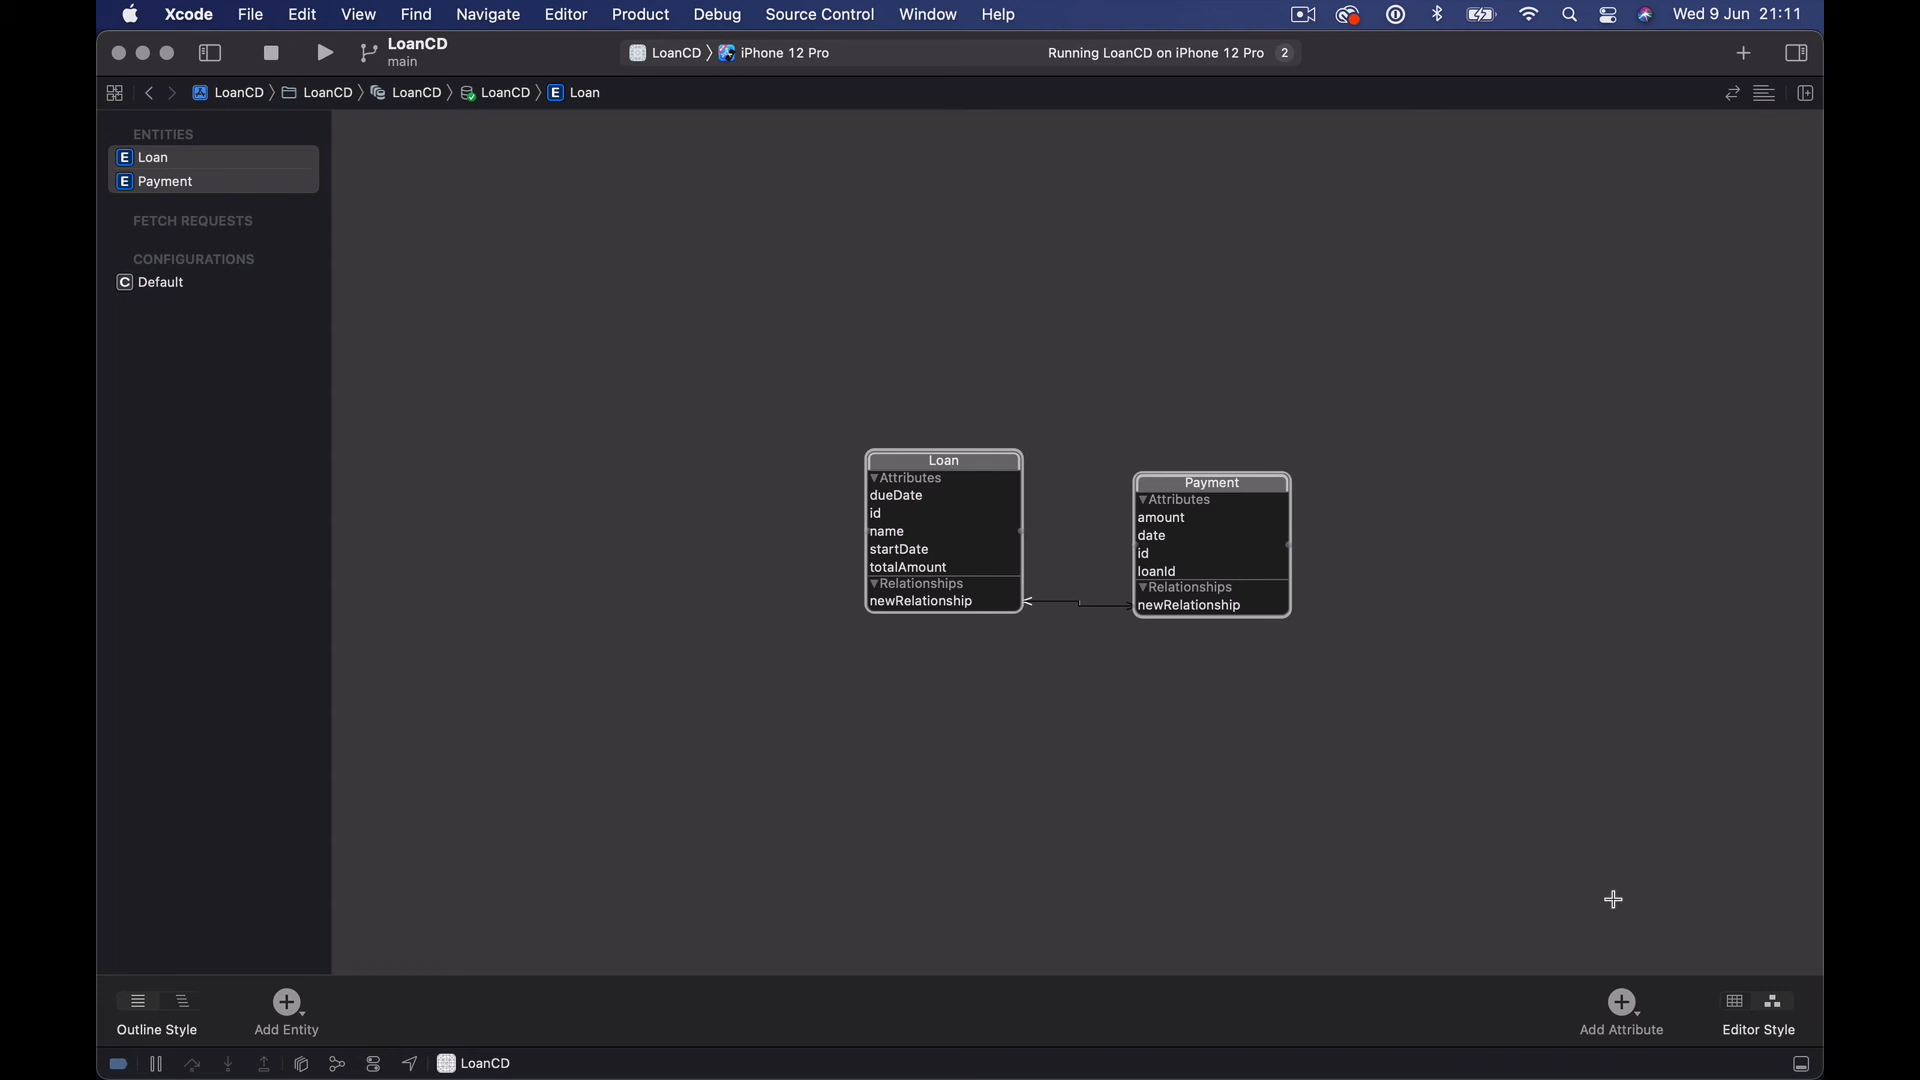 Xcode File Edit View Find Navigate Editor Product Debug Source Control Window Help Wed 9 Jun 21:11
LoanCD
main
LoanCD iPhone 12 Pro Running LoanCD on iPhone 12 Pro 2
LoanCD LoanCD LoanCD LoanCD E Loan
ENTITIES
E Loan
E Payment
FETCH REQUESTS
CONFIGURATIONS
C Default
Loan
Attributes
dueDate
id
name
startDate
totalAmount
Relationships
newRelationship
Payment
Attributes
amount
date
id
loanId
Relationships
newRelationship
Outline Style Add Entity Add Attribute Editor Style
LoanCD